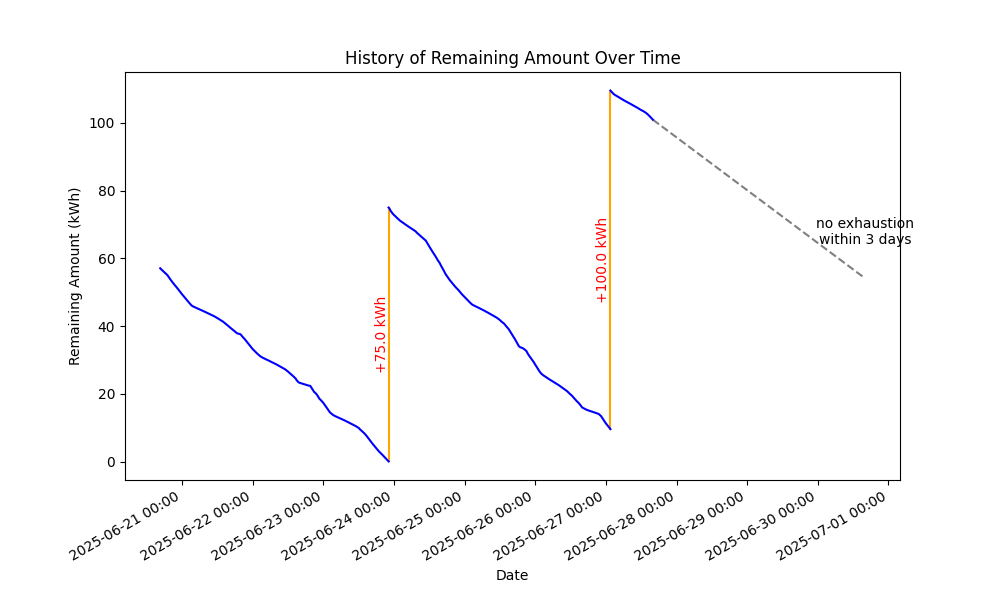 History of Remaining Amount Over Time
Remaining Amount (kWh)
100
80
60
40
20
0
+75.0 kWh
+100.0 kWh
no exhaustion
within 3 days
2025-06-21 00:00
2025-06-22 00:00
2025-06-23 00:00
2025-06-24 00:00
2025-06-25 00:00
2025-06-26 00:00
2025-06-27 00:00
2025-06-28 00:00
2025-06-29 00:00
2025-06-30 00:00
2025-07-01 00:00
Date